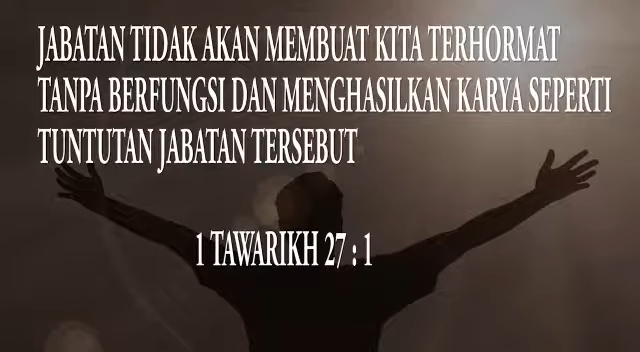 JABATAN TIDAK AKAN MEMBUAT KITA TERHORMAT
TANPA BERFUNGSI DAN MENGHASILKAN KARYA SEPERTI
TUNTUTAN JABATAN TERSEBUT
1 TAWARIKH 27 : 1